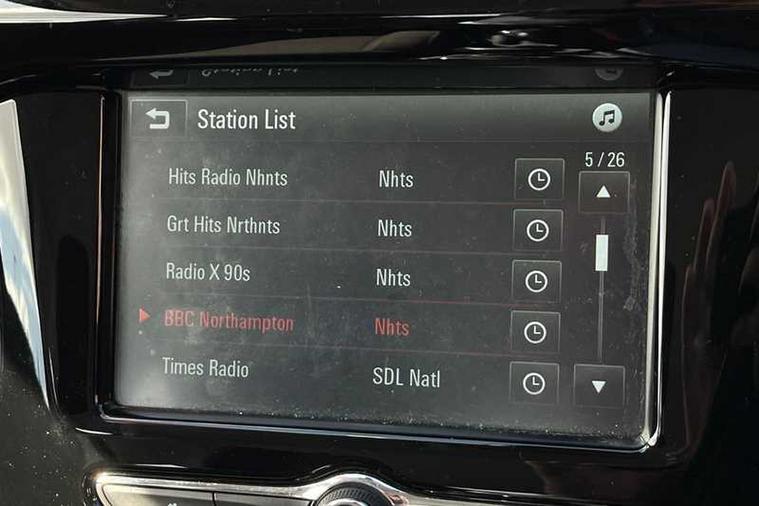 Station List
5 / 26
Hits Radio Nhnts Nhts
Grt Hits Nrthnts Nhts
Radio X 90s Nhts
BBC Northampton Nhts
Times Radio SDL Natl